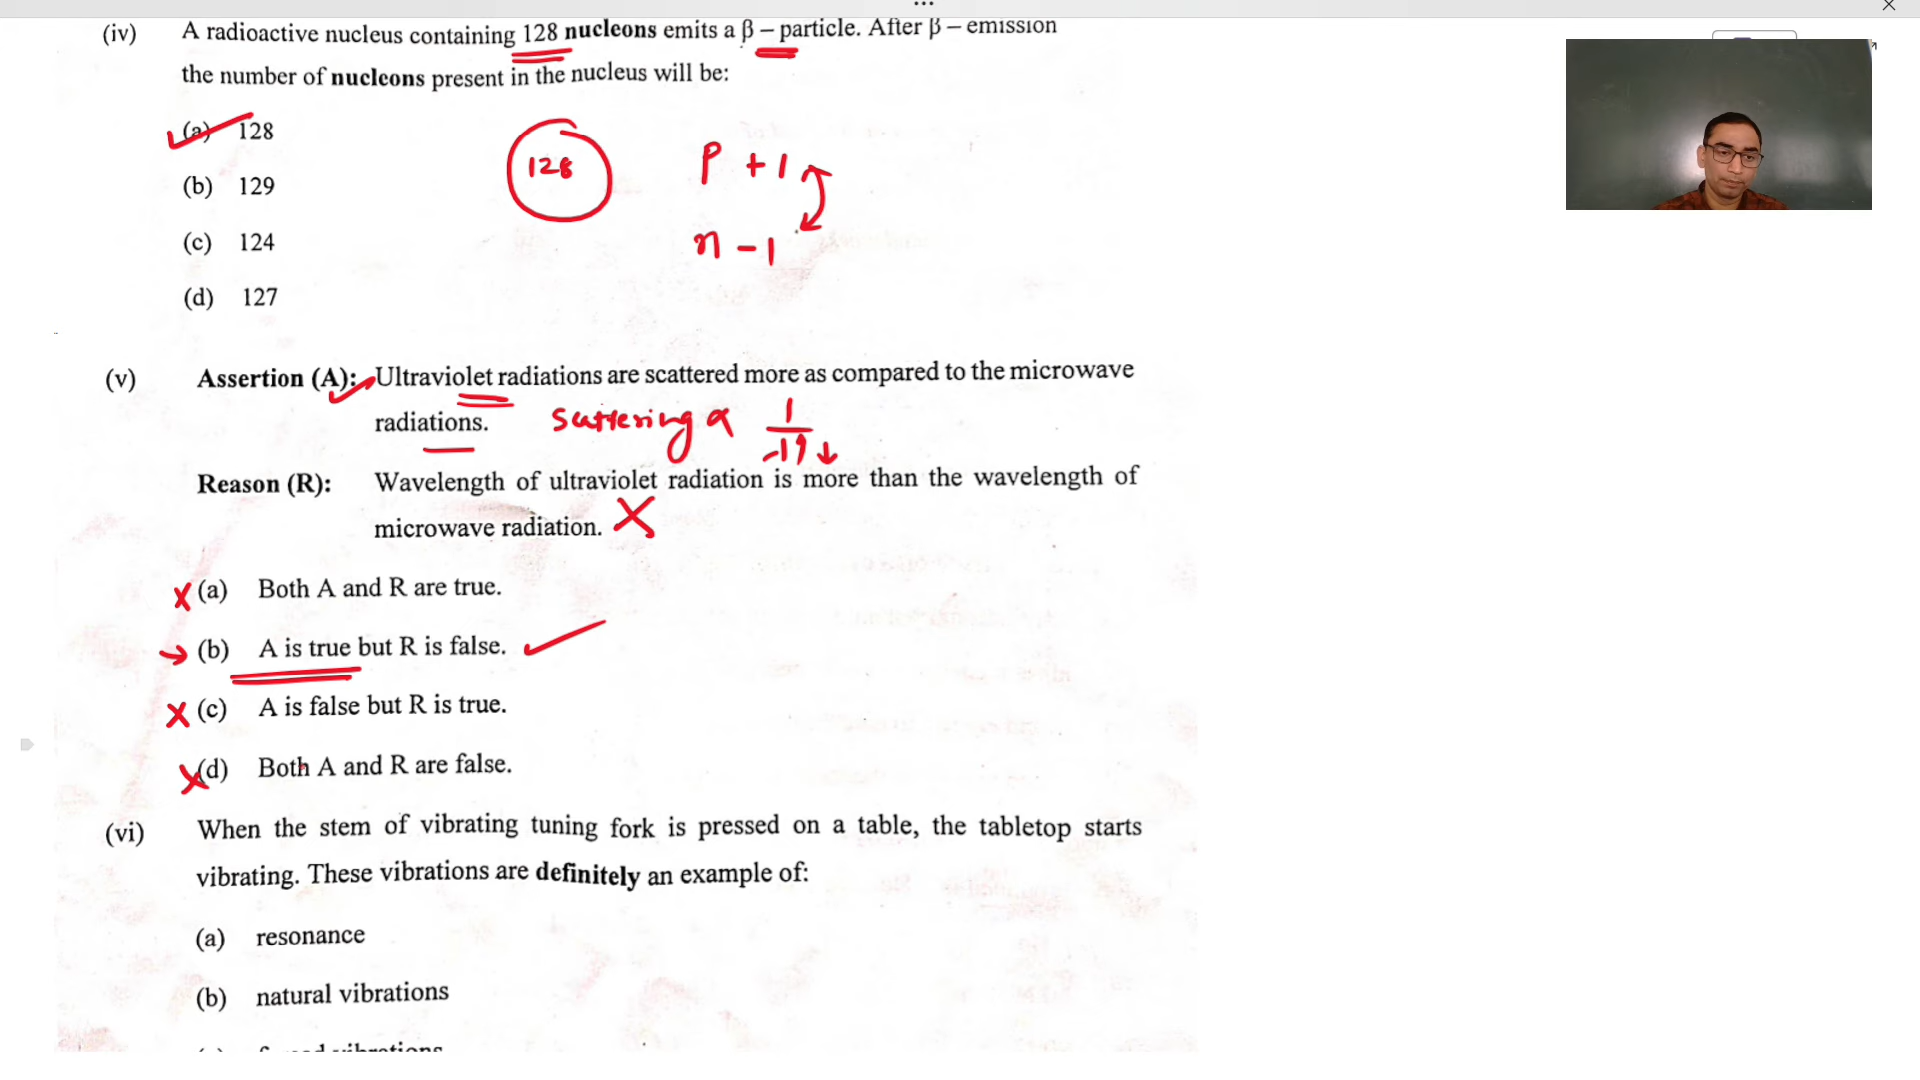 (iv) A radioactive nucleus containing 128 nucleons emits a β – particle. After β – emission
the number of nucleons present in the nucleus will be:
(a) 128
(b) 129
(c) 124
(d) 127
128
P + 1
n – 1
(v) Assertion (A): Ultraviolet radiations are scattered more as compared to the microwave
radiations.
Scattering ∝ 1
Reason (R): Wavelength of ultraviolet radiation is more than the wavelength of
microwave radiation.
(a) Both A and R are true.
(b) A is true but R is false.
(c) A is false but R is true.
(d) Both A and R are false.
(vi) When the stem of vibrating tuning fork is pressed on a table, the tabletop starts
vibrating. These vibrations are definitely an example of:
(a) resonance
(b) natural vibrations